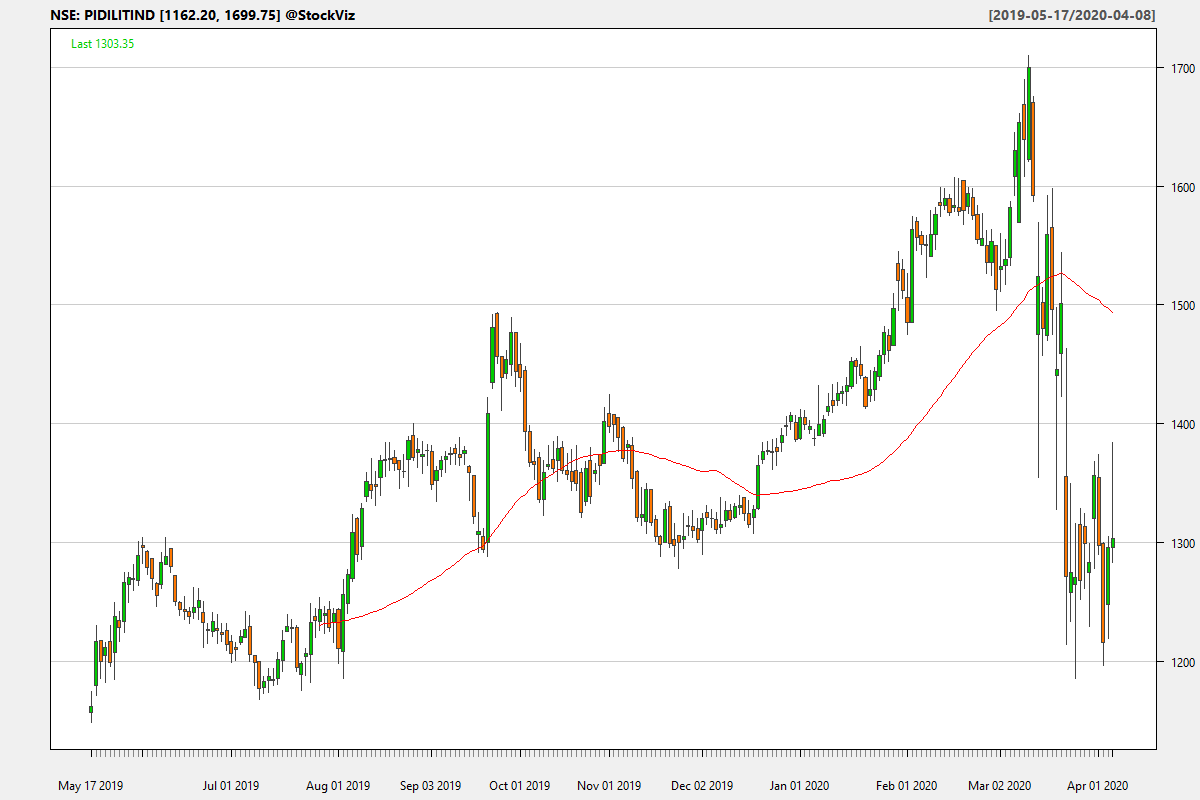 NSE: PIDILITIND [1162.20, 1699.75] @StockViz
[2019-05-17/2020-04-08]
Last 1303.35
1700
1600
1500
1400
1300
1200
May 17 2019 Jul 01 2019 Aug 01 2019 Sep 03 2019 Oct 01 2019 Nov 01 2019 Dec 02 2019 Jan 01 2020 Feb 01 2020 Mar 02 2020 Apr 01 2020